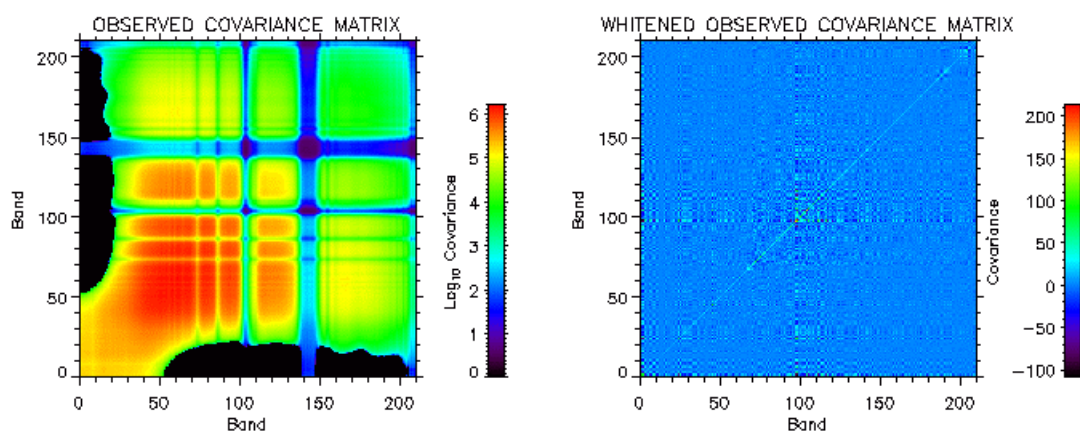 OBSERVED COVARIANCE MATRIX
200
150
100
50
0
Band
0 50 100 150 200
Band
6
5
4
3
2
1
0
Log10 Covariance
WHITENED OBSERVED COVARIANCE MATRIX
200
150
100
50
0
Band
0 50 100 150 200
Band
200
150
100
50
0
−50
−100
Covariance